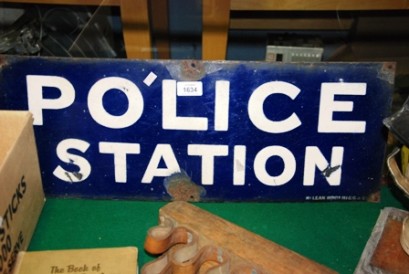 POLICE
1634
STATION
STICKS
The Book of